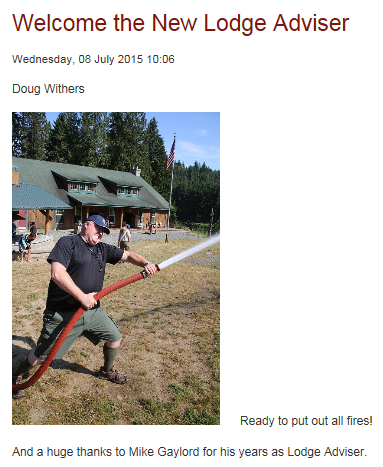 Welcome the New Lodge Adviser
Wednesday, 08 July 2015 10:06
Doug Withers
Ready to put out all fires!
And a huge thanks to Mike Gaylord for his years as Lodge Adviser.